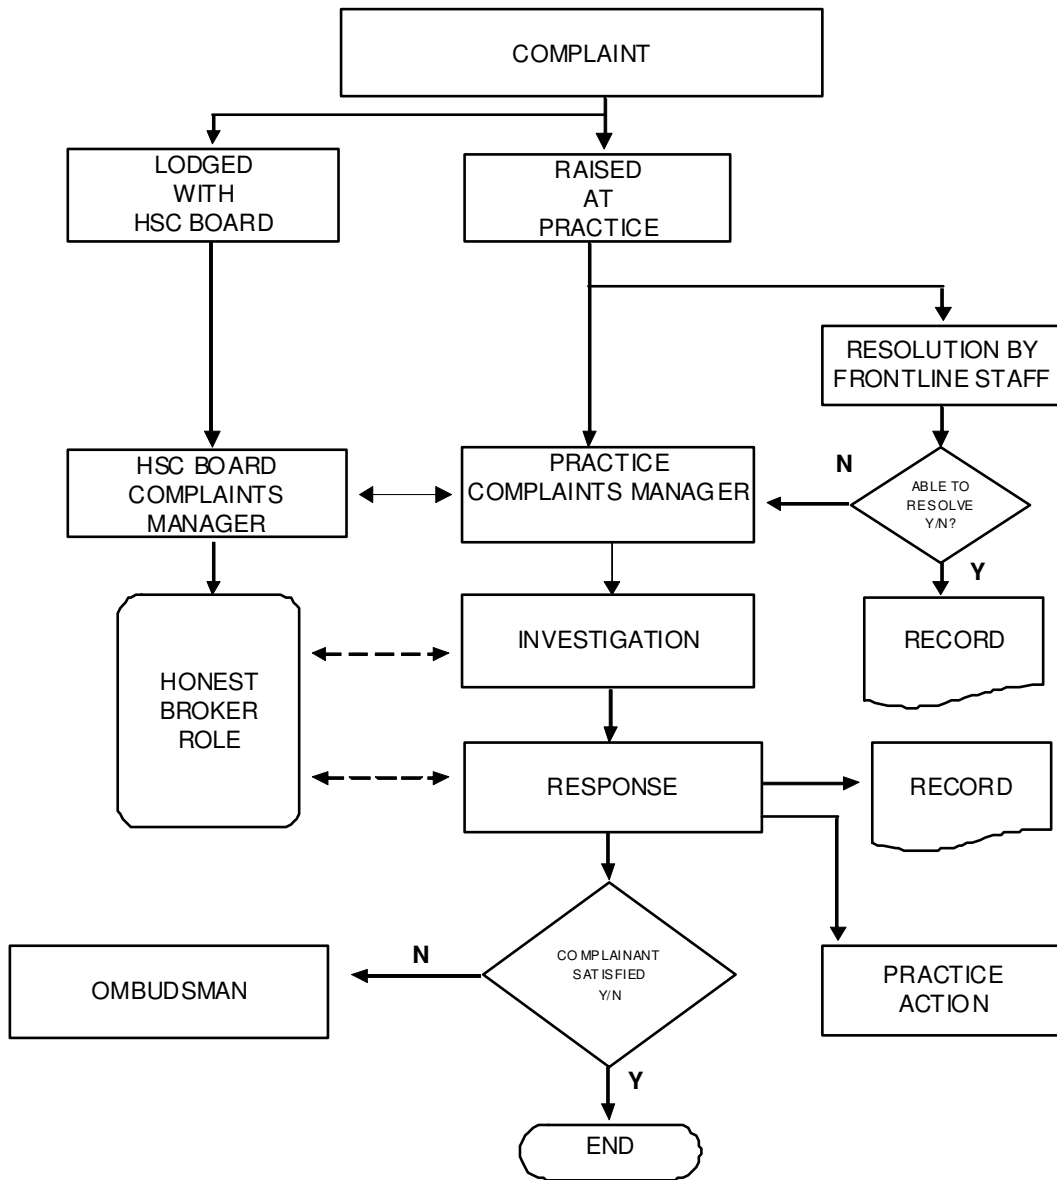 COMPLAINT
LODGED
WITH
HSC BOARD
RAISED
AT
PRACTICE
RESOLUTION BY
FRONTLINE STAFF
HSC BOARD
COMPLAINTS
MANAGER
PRACTICE
COMPLAINTS MANAGER
N
ABLE TO
RESOLVE
Y/N?
Y
HONEST
BROKER
ROLE
INVESTIGATION
RECORD
RESPONSE
RECORD
OMBUDSMAN
N
COMPLAINANT
SATISFIED
Y/N
PRACTICE
ACTION
Y
END